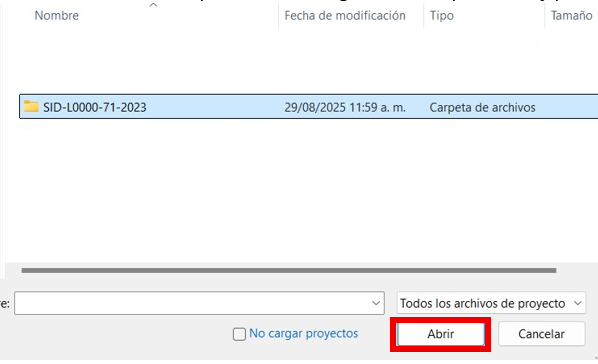 Nombre Fecha de modificación Tipo Tamaño
SID-L0000-71-2023 29/08/2025 11:59 a. m. Carpeta de archivos
re: Todos los archivos de proyecto
No cargar proyectos Abrir Cancelar